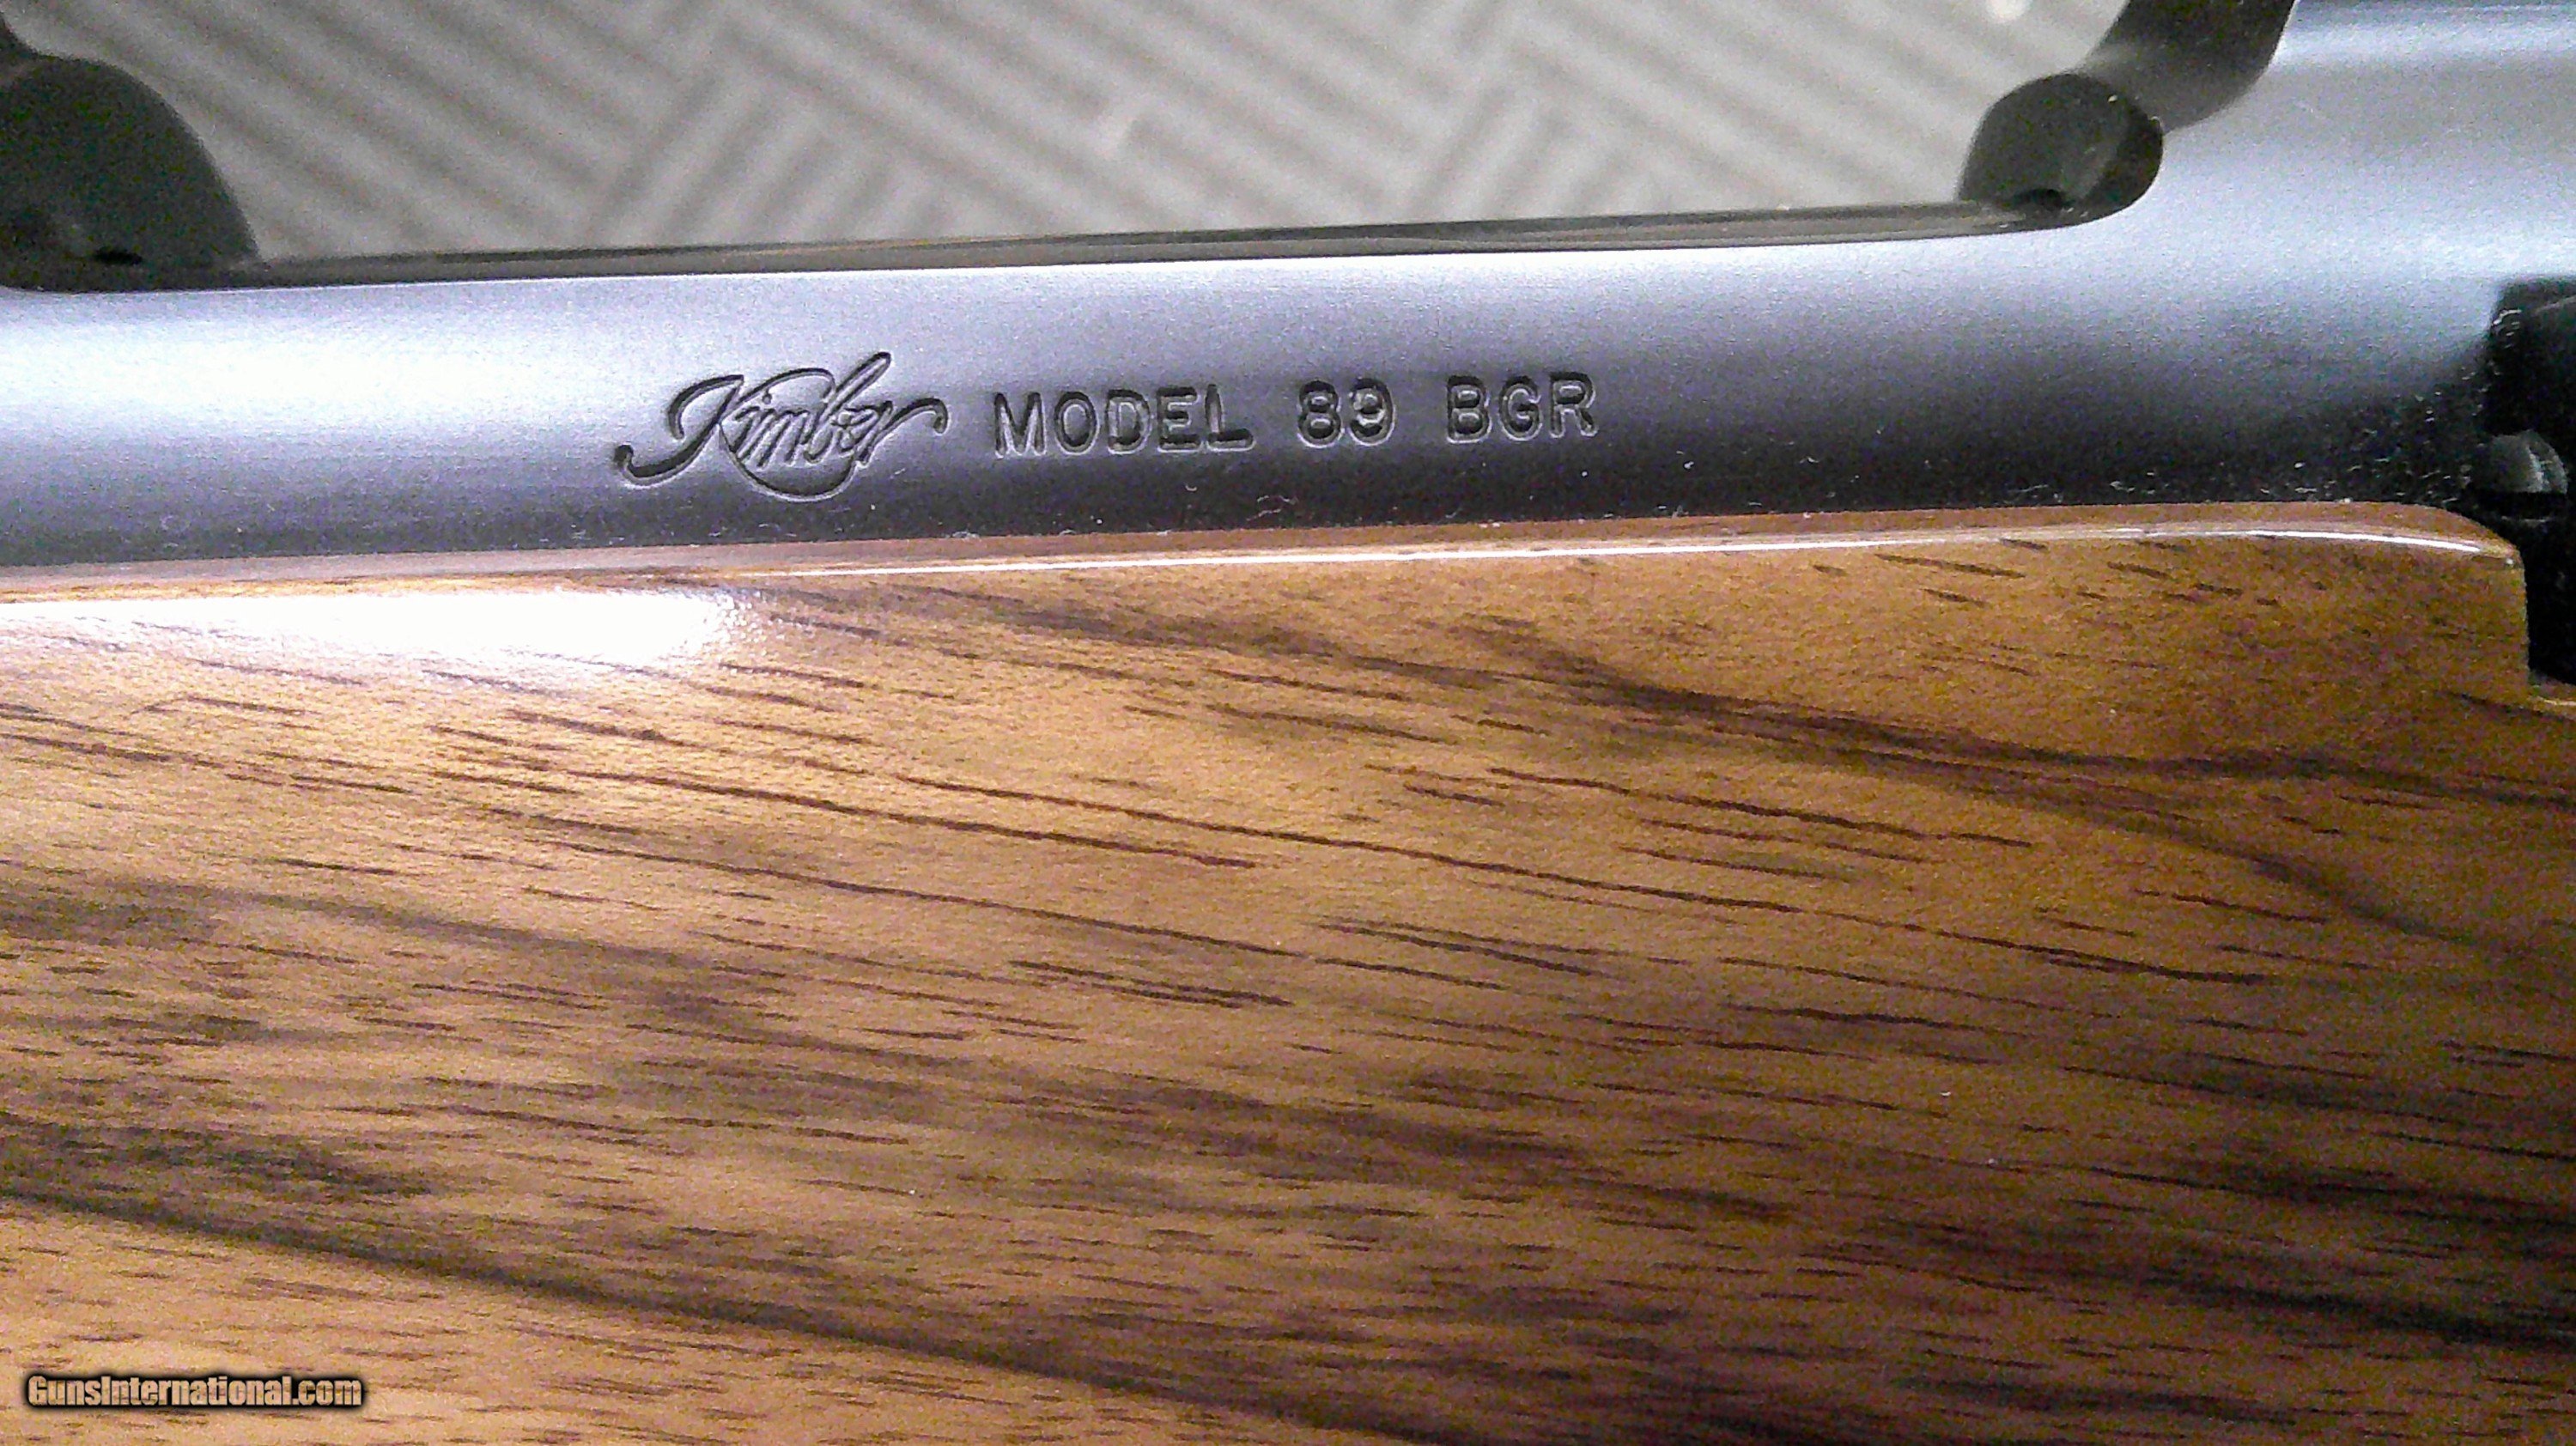 Kimber MODEL 89 BGR
GunsInternational.com